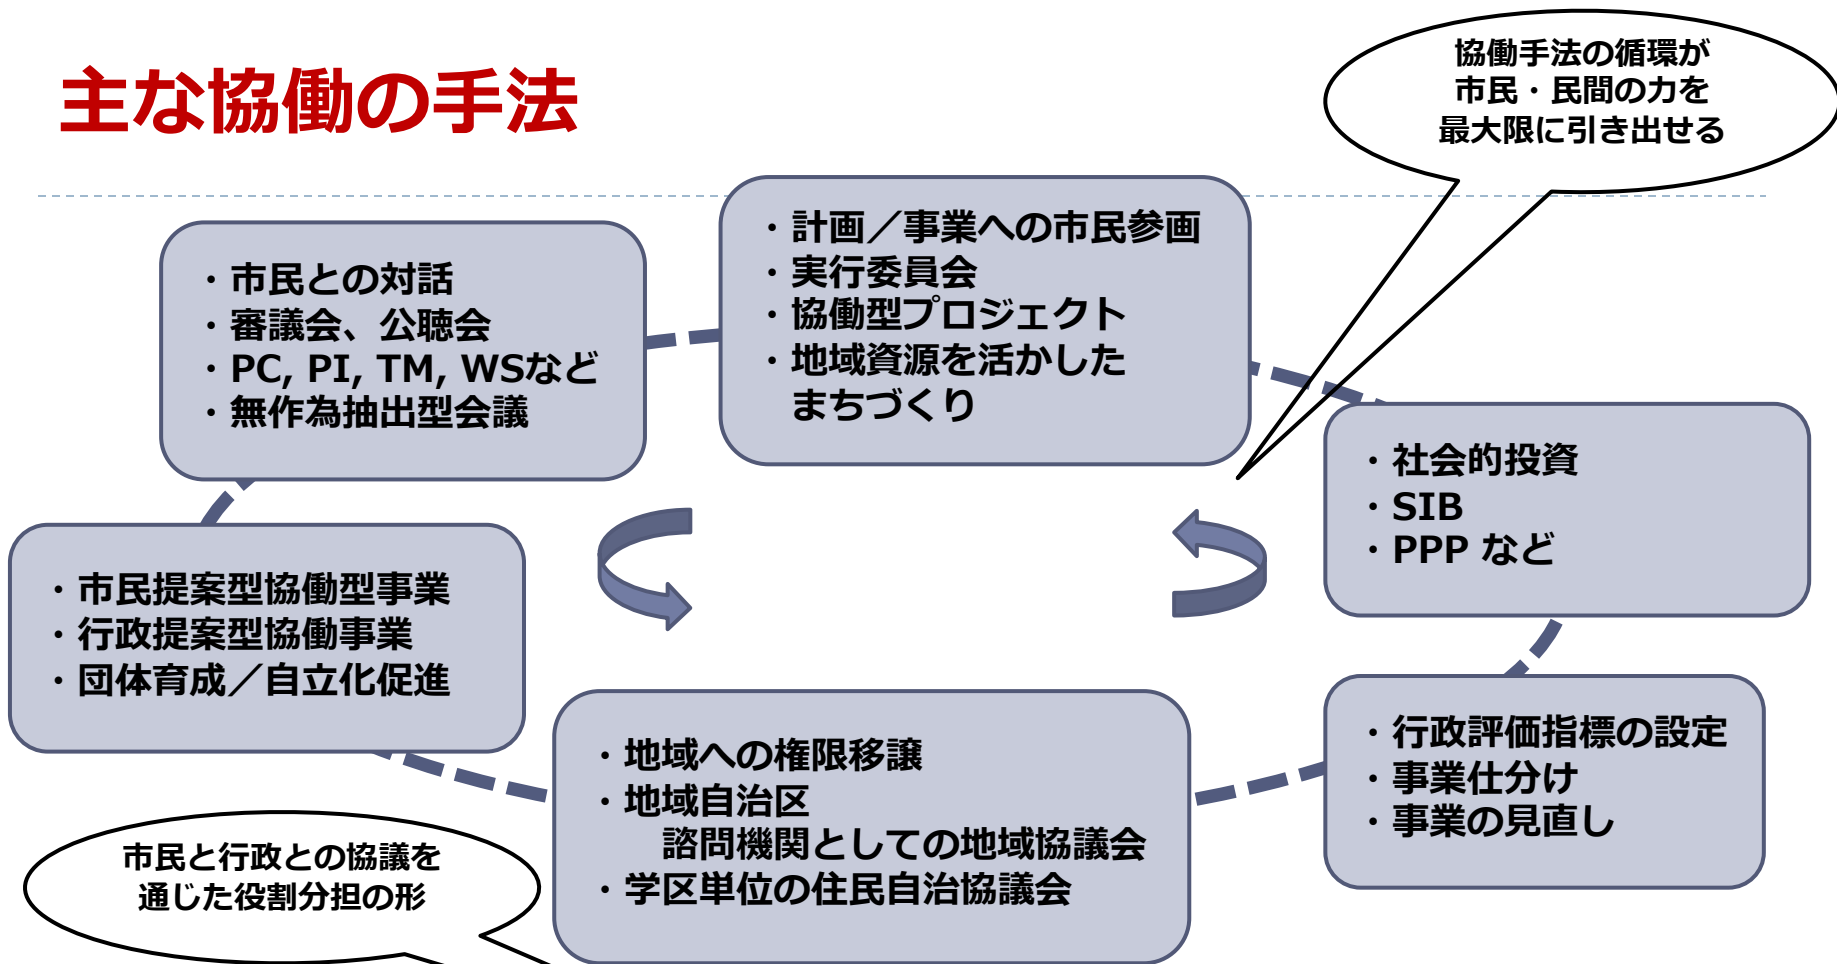 主な協働の手法
協働手法の循環が
市民・民間の力を
最大限に引き出せる
・市民との対話
・審議会、公聴会
・PC, PI, TM, WSなど
・無作為抽出型会議
・計画／事業への市民参画
・実行委員会
・協働型プロジェクト
・地域資源を活かした
まちづくり
・社会的投資
・SIB
・PPP など
・市民提案型協働型事業
・行政提案型協働事業
・団体育成／自立化促進
・地域への権限移譲
・地域自治区
諮問機関としての地域協議会
・学区単位の住民自治協議会
・行政評価指標の設定
・事業仕分け
・事業の見直し
市民と行政との協議を
通じた役割分担の形